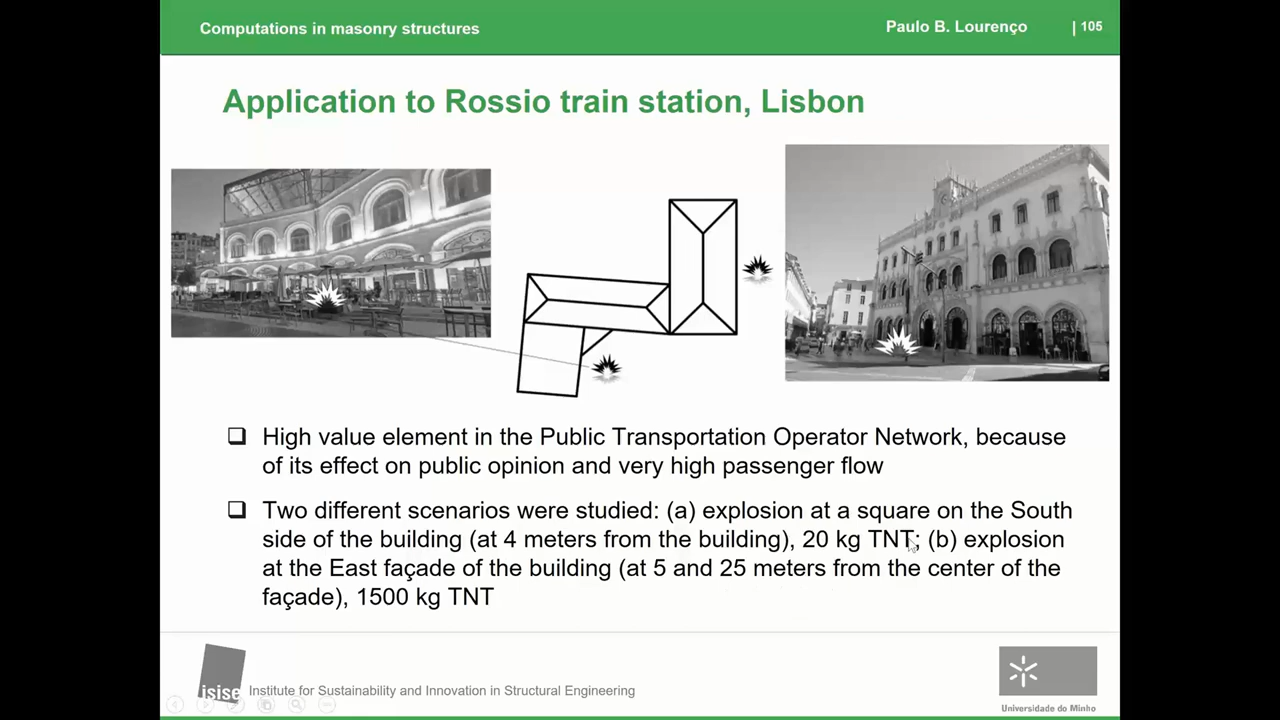 Computations in masonry structures
Paulo B. Lourenço
| 105
Application to Rossio train station, Lisbon
High value element in the Public Transportation Operator Network, because
of its effect on public opinion and very high passenger flow
Two different scenarios were studied: (a) explosion at a square on the South
side of the building (at 4 meters from the building), 20 kg TNT; (b) explosion
at the East façade of the building (at 5 and 25 meters from the center of the
façade), 1500 kg TNT
isise
Institute for Sustainability and Innovation in Structural Engineering
Universidade do Minho